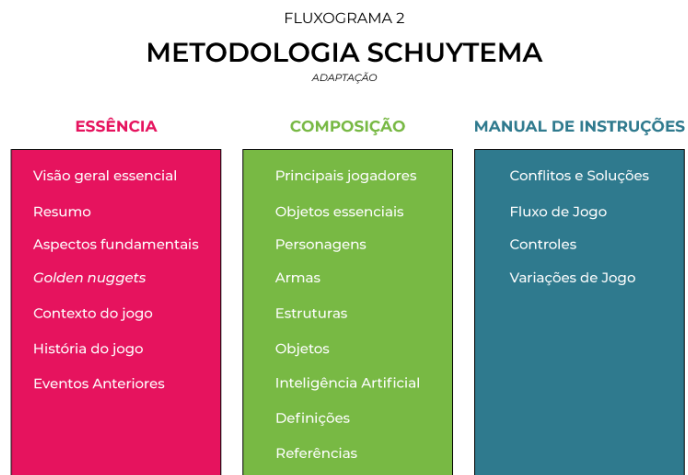 FLUXOGRAMA 2
METODOLOGIA SCHUYTEMA
ADAPTAÇÃO
ESSÊNCIA
Visão geral essencial
Resumo
Aspectos fundamentais
Golden nuggets
Contexto do jogo
História do jogo
Eventos Anteriores
COMPOSIÇÃO
Principais jogadores
Objetos essenciais
Personagens
Armas
Estruturas
Objetos
Inteligência Artificial
Definições
Referências
MANUAL DE INSTRUÇÕES
Conflitos e Soluções
Fluxo de Jogo
Controles
Variações de Jogo